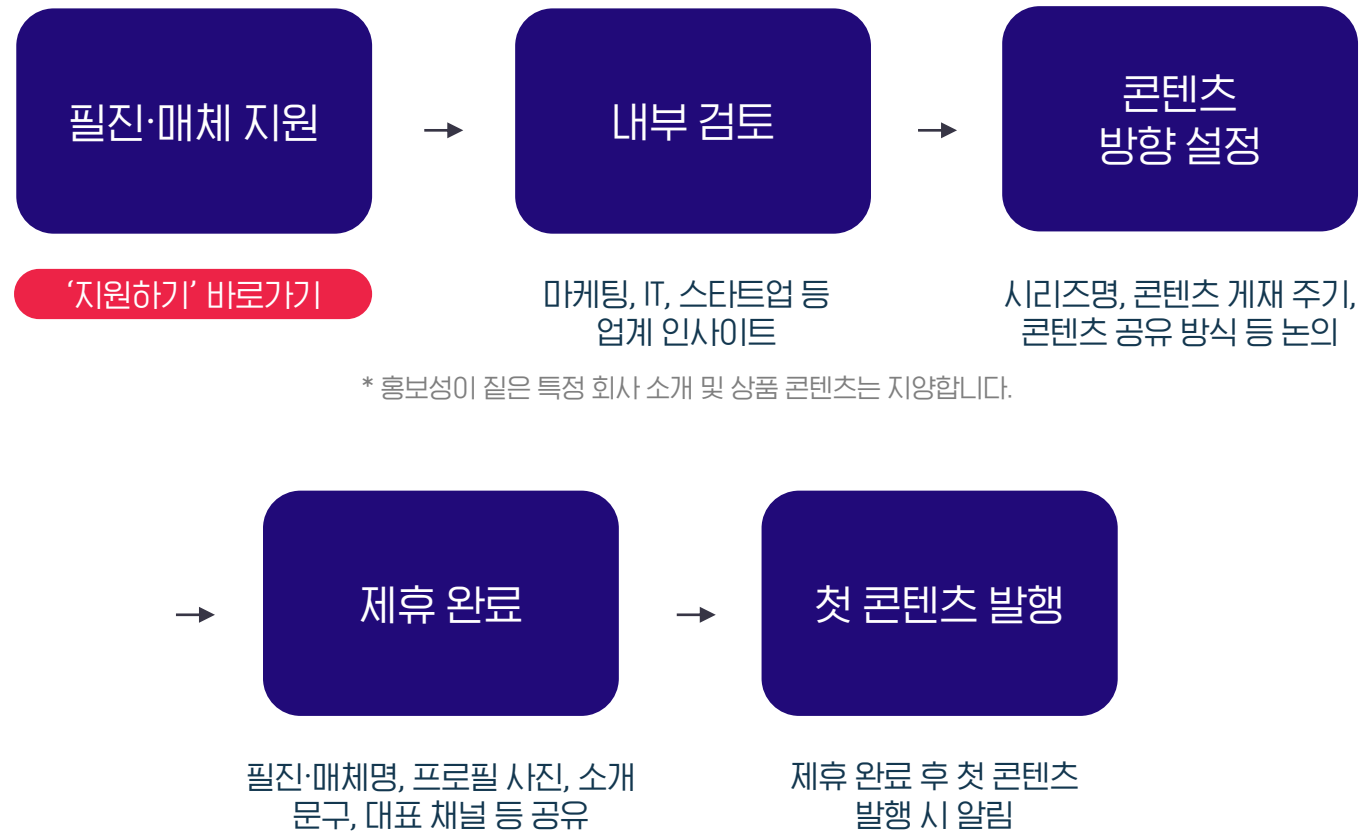 필진·매체 지원
→
내부 검토
→
콘텐츠
방향 설정
‘지원하기’ 바로가기
마케팅, IT, 스타트업 등
업계 인사이트
시리즈명, 콘텐츠 게재 주기,
콘텐츠 공유 방식 등 논의
* 홍보성이 짙은 특정 회사 소개 및 상품 콘텐츠는 지양합니다.
→
제휴 완료
→
첫 콘텐츠 발행
필진·매체명, 프로필 사진, 소개
문구, 대표 채널 등 공유
제휴 완료 후 첫 콘텐츠
발행 시 알림